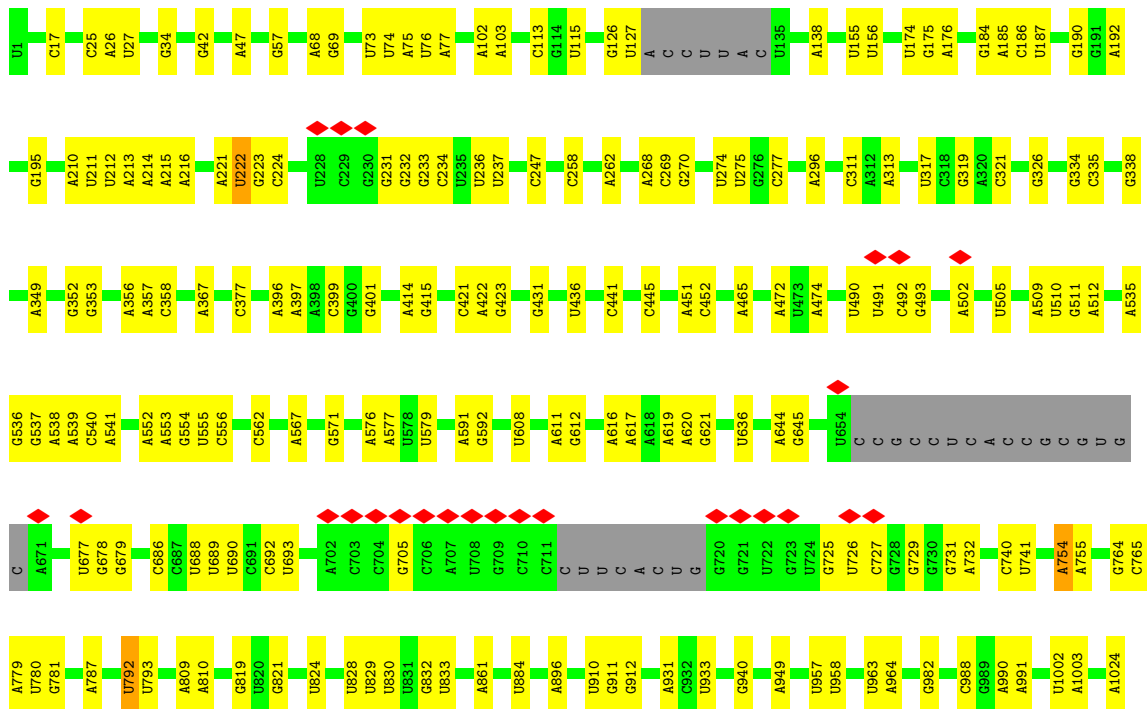 U1 C17 C25 A26 U27 G34 G42 A47 G57 A68 G69 U73 U74 A75 U76 A77 A102 A103 C113 G114 U115 G126 U127 A C C U U A C U135 A138 U155 U156 U174 G175 A176 G184 A185 C186 U187 G190 G191 A192
G195 A210 U211 U212 A213 A214 A215 A216 A221 U222 G223 C224 U228 C229 G230 G231 G232 G233 C234 U235 U236 U237 C247 C258 A262 A268 C269 G270 U274 U275 G276 C277 A296 C311 A312 A313 U317 C318 G319 A320 C321 G326 G334 C335 G338
A349 G352 G353 A356 A357 C358 A367 C377 A396 A397 A398 C399 G400 G401 A414 G415 C421 A422 G423 G431 U436 C441 C445 A451 C452 A465 A472 U473 A474 U490 U491 C492 G493 A502 U505 A509 U510 G511 A512 A535
G536 G537 A538 A539 C540 A541 A552 A553 G554 U555 C556 C562 A567 G571 A576 A577 U578 U579 A591 G592 U608 A611 G612 A616 A617 A618 A619 A620 G621 U636 A644 G645 U654 C C G C C U C A C C G C G U G
C A671 U677 G678 G679 C686 C687 U688 U689 U690 C691 C692 U693 A702 C703 C704 G705 C706 A707 U708 G709 C710 C711 C U U C A C U G G720 G721 U722 G723 U724 G725 U726 C727 G728 G729 G730 G731 A732 C740 U741 A754 A755 G764 C765
A779 U780 G781 A787 U792 U793 A809 A810 G819 U820 G821 U824 U828 U829 U830 U831 G832 U833 A861 U884 A896 U910 G911 G912 A931 C932 U933 G940 A949 U957 U958 U963 A964 G982 C988 G989 A990 A991 U1002 A1003 A1024